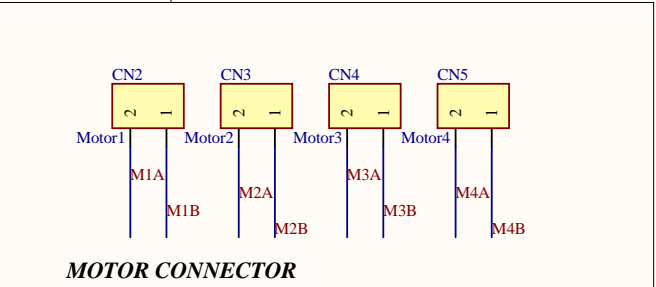 CN2 CN3 CN4 CN5
2 1 2 1 2 1 2 1
Motor1 Motor2 Motor3 Motor4
M1A M3A
M2A M4A
M1B M3B
M2B M4B
MOTOR CONNECTOR